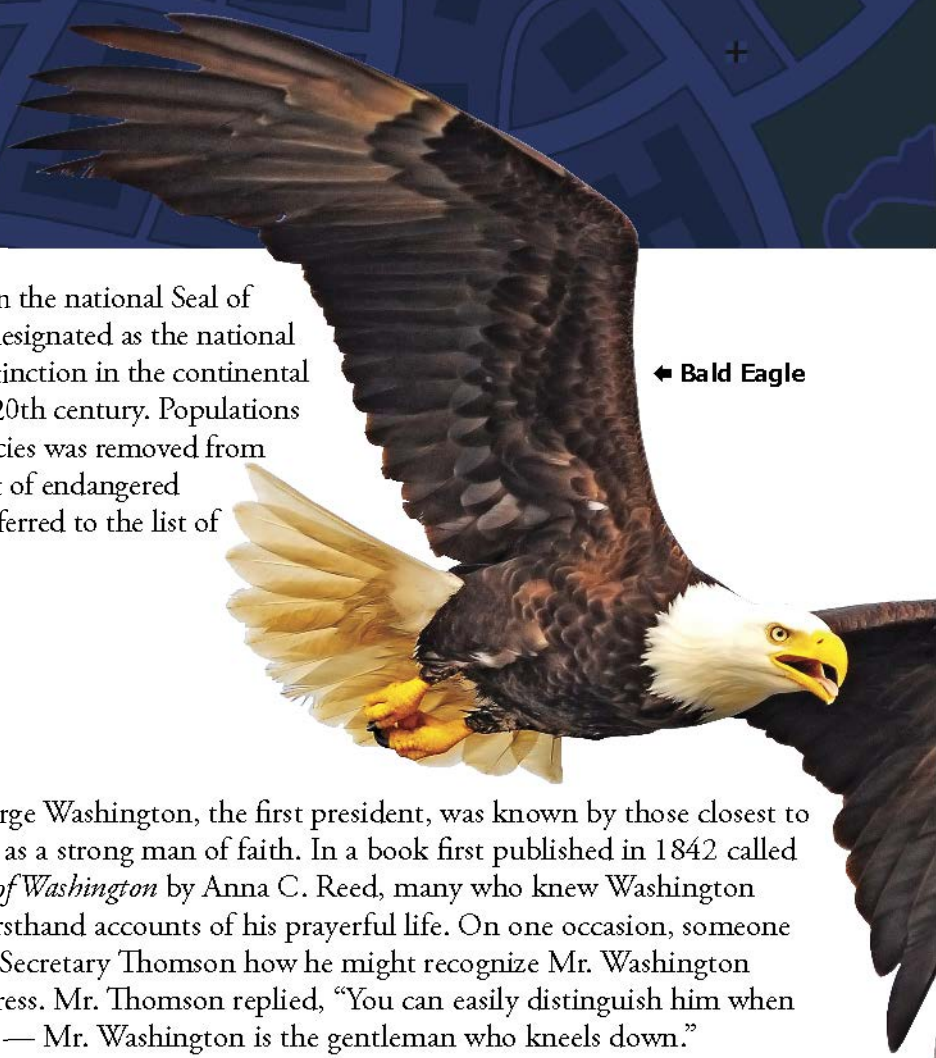 n the national Seal of
esignated as the national
inction in the continental
20th century. Populations
cies was removed from
of endangered
ferred to the list of
← Bald Eagle
rge Washington, the first president, was known by those closest to
as a strong man of faith. In a book first published in 1842 called
of Washington by Anna C. Reed, many who knew Washington
rsthand accounts of his prayerful life. On one occasion, someone
Secretary Thomson how he might recognize Mr. Washington
ress. Mr. Thomson replied, “You can easily distinguish him when
— Mr. Washington is the gentleman who kneels down.”